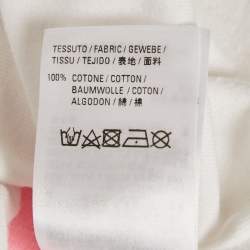 TESSUTO / FABRIC / GEWEBE /
TISSU / TEJIDO / 表地 / 面料
100% COTONE / COTTON /
BAUMWOLLE / COTON /
ALGODON / 綿 / 棉